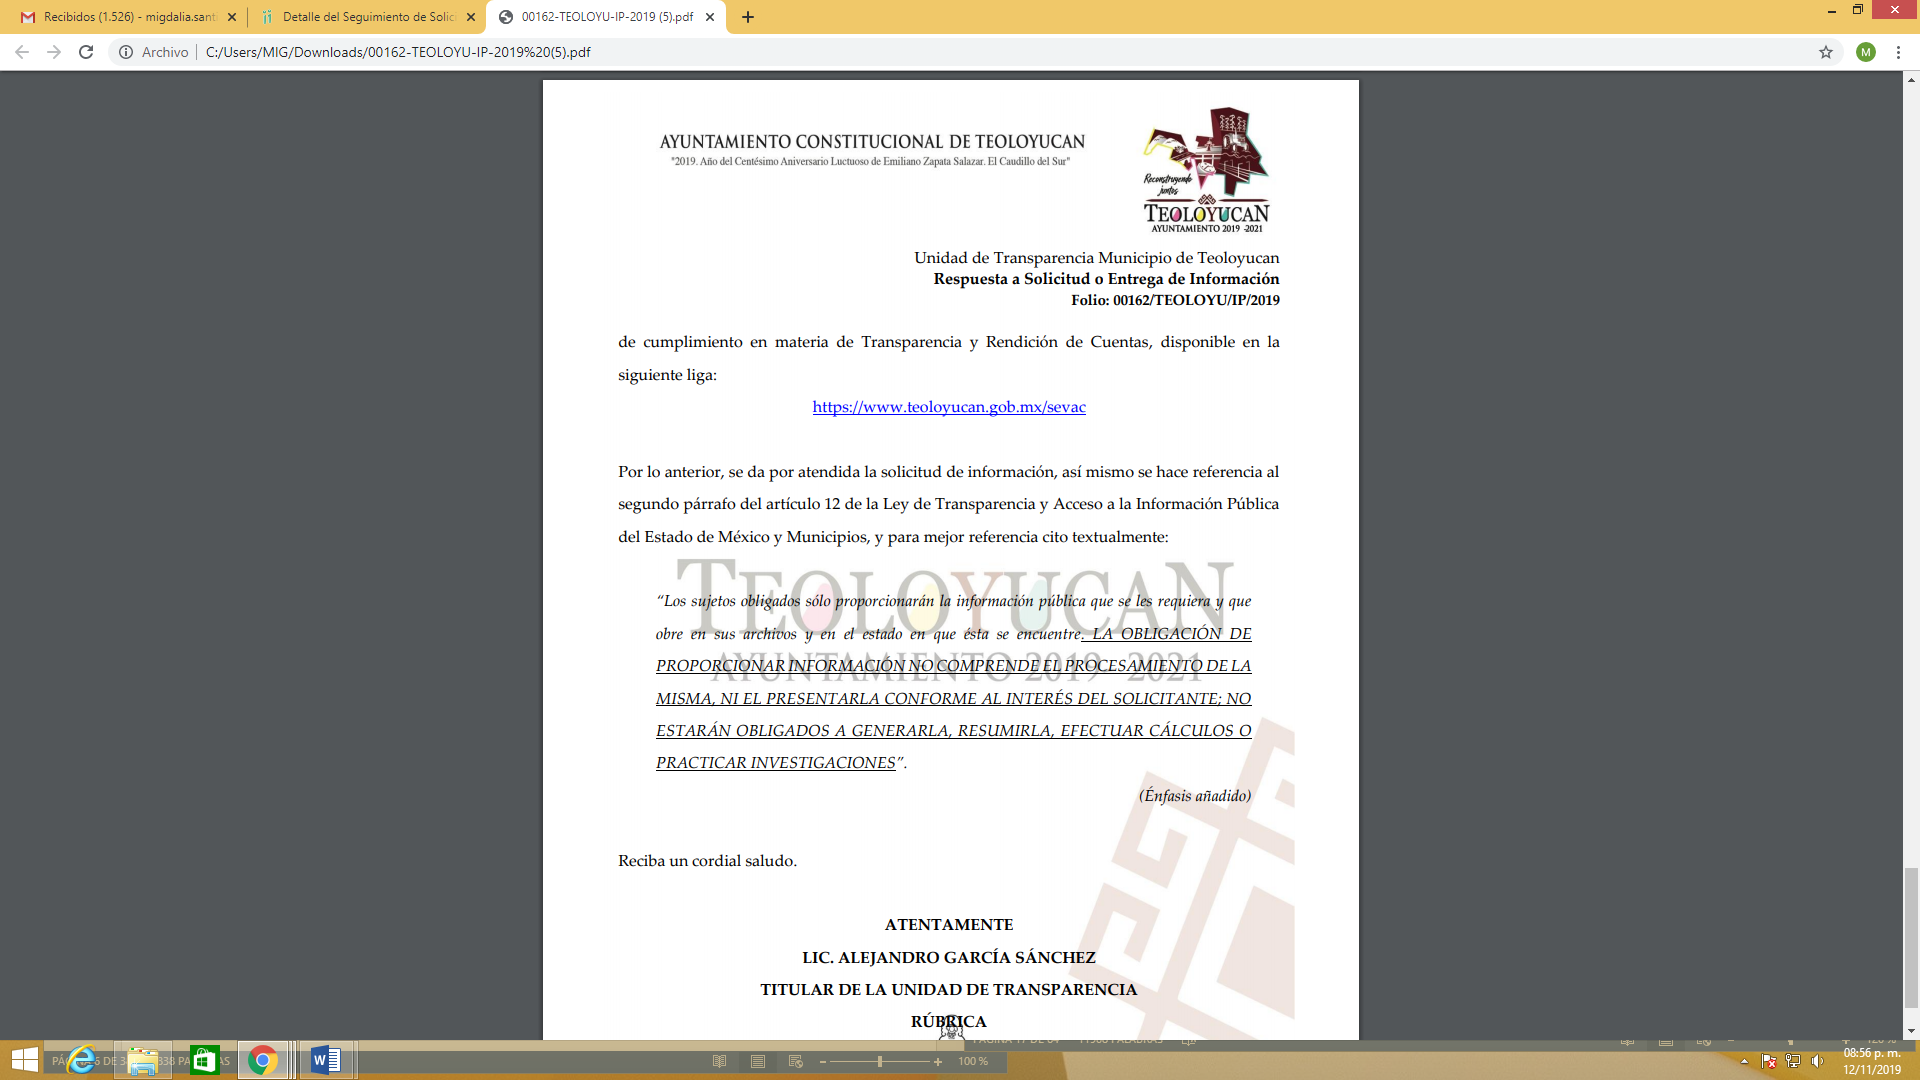 Recibidos (1.526) - migdalia.sant
Detalle del Seguimiento de Solici
00162-TEOLOYU-IP-2019 (5).pdf
Archivo
C:/Users/MIG/Downloads/00162-TEOLOYU-IP-2019%20(5).pdf
M
AYUNTAMIENTO CONSTITUCIONAL DE TEOLOYUCAN
"2019. Año del Centésimo Aniversario Luctuoso de Emiliano Zapata Salazar. El Caudillo del Sur"
Reconstruyendo
juntos
TEOLOYUCAN
AYUNTAMIENTO 2019 -2021
Unidad de Transparencia Municipio de Teoloyucan
Respuesta a Solicitud o Entrega de Información
Folio: 00162/TEOLOYU/IP/2019
de cumplimiento en materia de Transparencia y Rendición de Cuentas, disponible en la
siguiente liga:
https://www.teoloyucan.gob.mx/sevac
Por lo anterior, se da por atendida la solicitud de información, así mismo se hace referencia al
segundo párrafo del artículo 12 de la Ley de Transparencia y Acceso a la Información Pública
del Estado de México y Municipios, y para mejor referencia cito textualmente:
TEOLOYUCAN
AYUNTAMIENTO 2019 -2021
“Los sujetos obligados sólo proporcionarán la información pública que se les requiera y que
obre en sus archivos y en el estado en que ésta se encuentre. LA OBLIGACIÓN DE
PROPORCIONAR INFORMACIÓN NO COMPRENDE EL PROCESAMIENTO DE LA
MISMA, NI EL PRESENTARLA CONFORME AL INTERÉS DEL SOLICITANTE; NO
ESTARÁN OBLIGADOS A GENERARLA, RESUMIRLA, EFECTUAR CÁLCULOS O
PRACTICAR INVESTIGACIONES”.
(Énfasis añadido)
Reciba un cordial saludo.
ATENTAMENTE
LIC. ALEJANDRO GARCÍA SÁNCHEZ
TITULAR DE LA UNIDAD DE TRANSPARENCIA
RÚBRICA
100 %
08:56 p. m.
12/11/2019